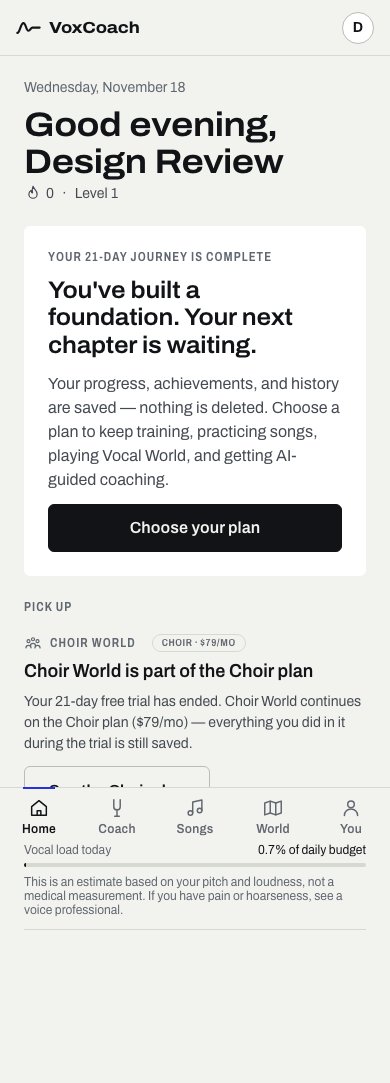 VoxCoach
D
Wednesday, November 18
Good evening,
Design Review
0 · Level 1
YOUR 21-DAY JOURNEY IS COMPLETE
You've built a
foundation. Your next
chapter is waiting.
Your progress, achievements, and history
are saved — nothing is deleted. Choose a
plan to keep training, practicing songs,
playing Vocal World, and getting AI-
guided coaching.
Choose your plan
PICK UP
CHOIR WORLD
CHOIR · $79/MO
Choir World is part of the Choir plan
Your 21-day free trial has ended. Choir World continues
on the Choir plan ($79/mo) — everything you did in it
during the trial is still saved.
Home
Coach
Songs
World
You
Vocal load today
0.7% of daily budget
This is an estimate based on your pitch and loudness, not a
medical measurement. If you have pain or hoarseness, see a
voice professional.